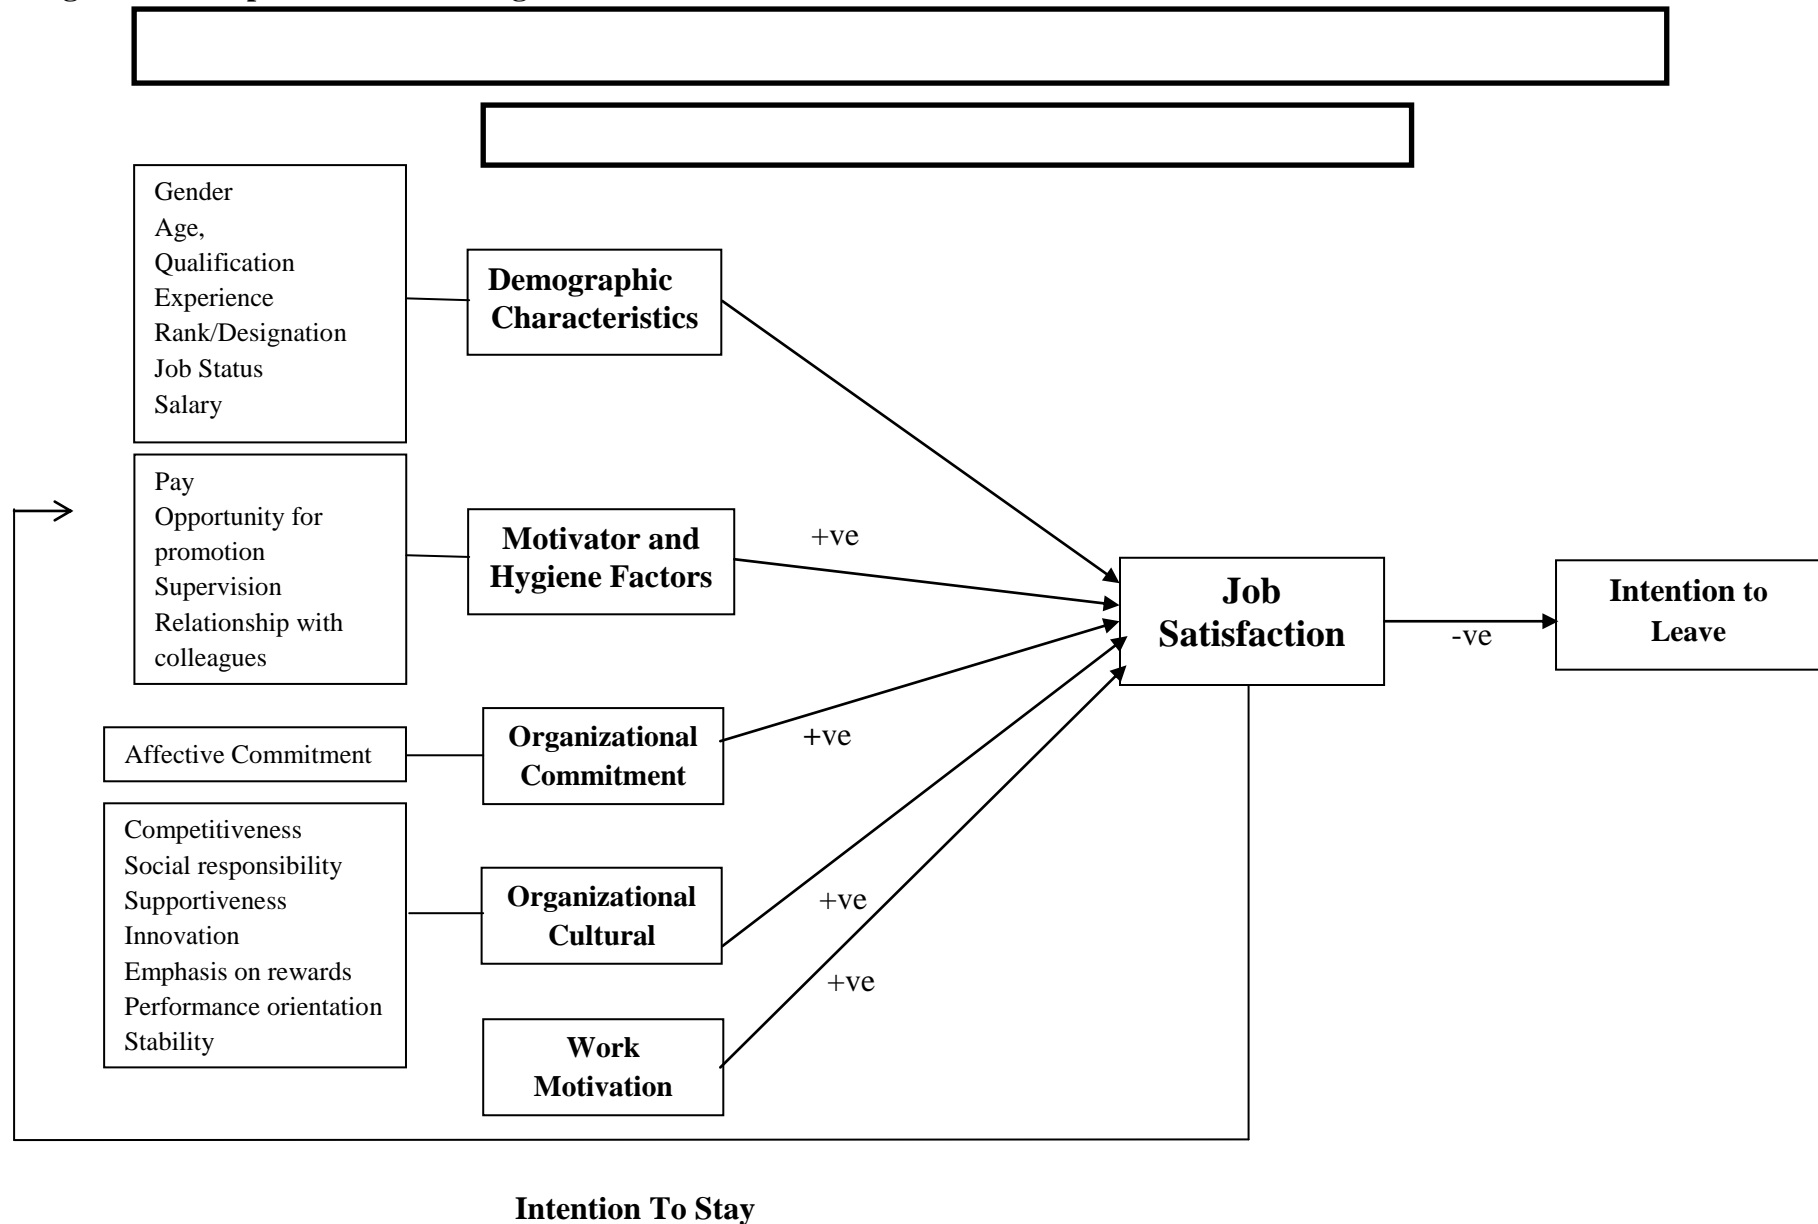 Gender
Age,
Qualification
Experience
Rank/Designation
Job Status
Salary
Demographic
Characteristics
Pay
Opportunity for
promotion
Supervision
Relationship with
colleagues
Motivator and
Hygiene Factors
+ve
Job
Satisfaction
-ve
Intention to
Leave
Affective Commitment
Organizational
Commitment
+ve
Competitiveness
Social responsibility
Supportiveness
Innovation
Emphasis on rewards
Performance orientation
Stability
Organizational
Cultural
+ve
+ve
Work
Motivation
Intention To Stay